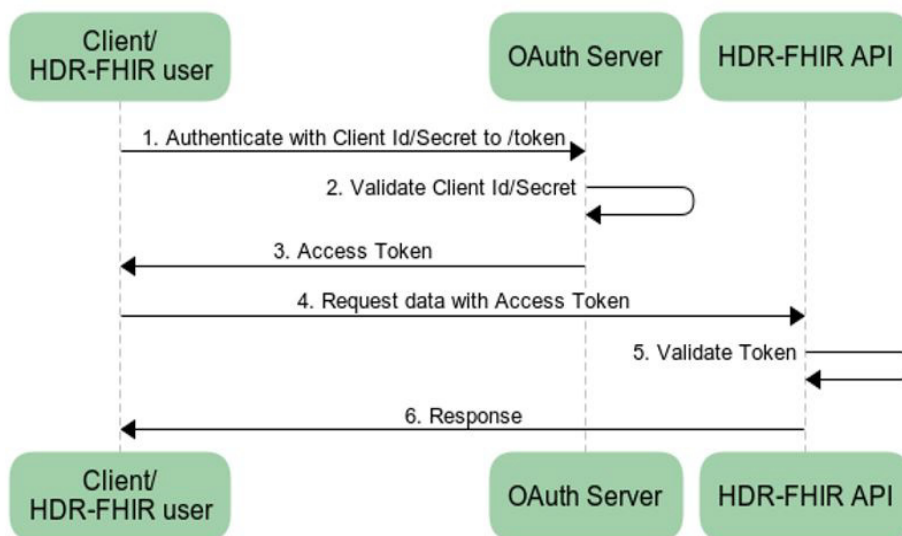 Client/
HDR-FHIR user
OAuth Server
HDR-FHIR API
1. Authenticate with Client Id/Secret to /token
2. Validate Client Id/Secret
3. Access Token
4. Request data with Access Token
5. Validate Token
6. Response
Client/
HDR-FHIR user
OAuth Server
HDR-FHIR API